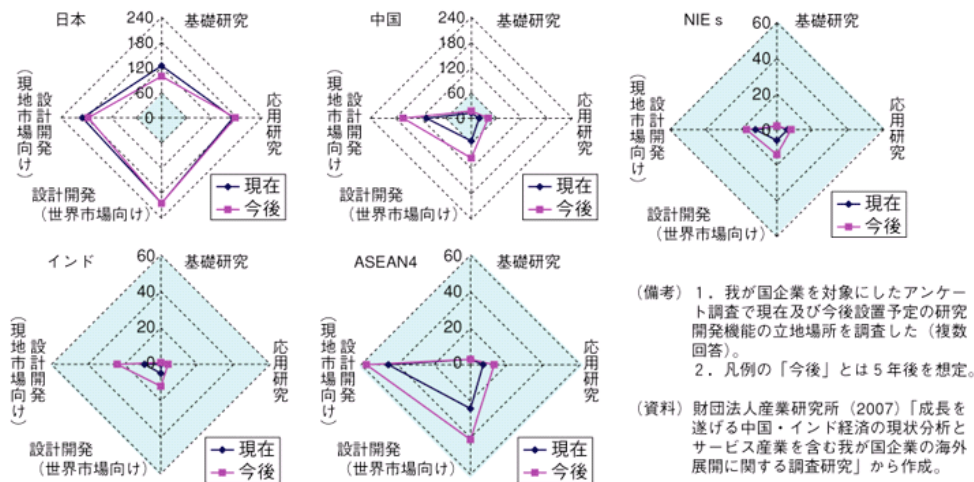 日本
240
180
120
60
0
基礎研究
応用研究
設計開発
(世界市場向け)
設計開発
(現地市場向け)
現在
今後
中国
240
180
120
60
0
基礎研究
応用研究
設計開発
(世界市場向け)
設計開発
(現地市場向け)
現在
今後
NIE s
60
40
20
0
基礎研究
応用研究
設計開発
(世界市場向け)
設計開発
(現地市場向け)
現在
今後
インド
60
40
20
0
基礎研究
応用研究
設計開発
(世界市場向け)
設計開発
(現地市場向け)
現在
今後
ASEAN4
60
40
20
0
基礎研究
応用研究
設計開発
(世界市場向け)
設計開発
(現地市場向け)
現在
今後
(備考) 1.我が国企業を対象にしたアンケー
ト調査で現在及び今後設置予定の研究
開発機能の立地場所を調査した(複数
回答)。
2.凡例の「今後」とは5年後を想定。
(資料) 財団法人産業研究所(2007)「成長を
遂げる中国・インド経済の現状分析と
サービス産業を含む我が国企業の海外
展開に関する調査研究」から作成。